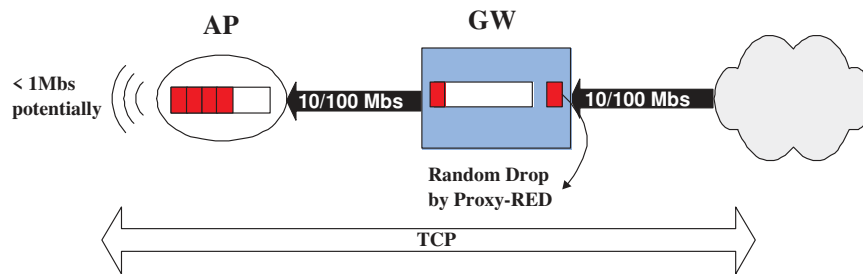 AP
GW
< 1Mbs
potentially
10/100 Mbs
10/100 Mbs
Random Drop
by Proxy-RED
TCP